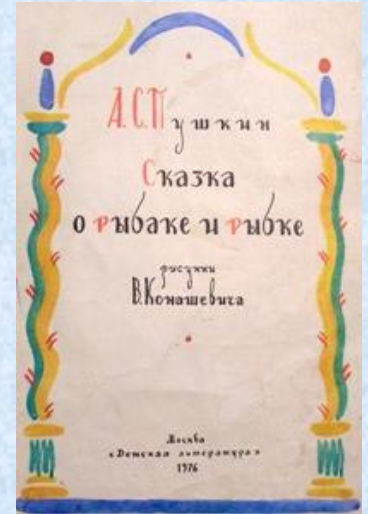 А.С.Пушкин
Сказка
о рыбаке и рыбке
рисунки
В.Конашевича
Москва
«Детская литература»
1976